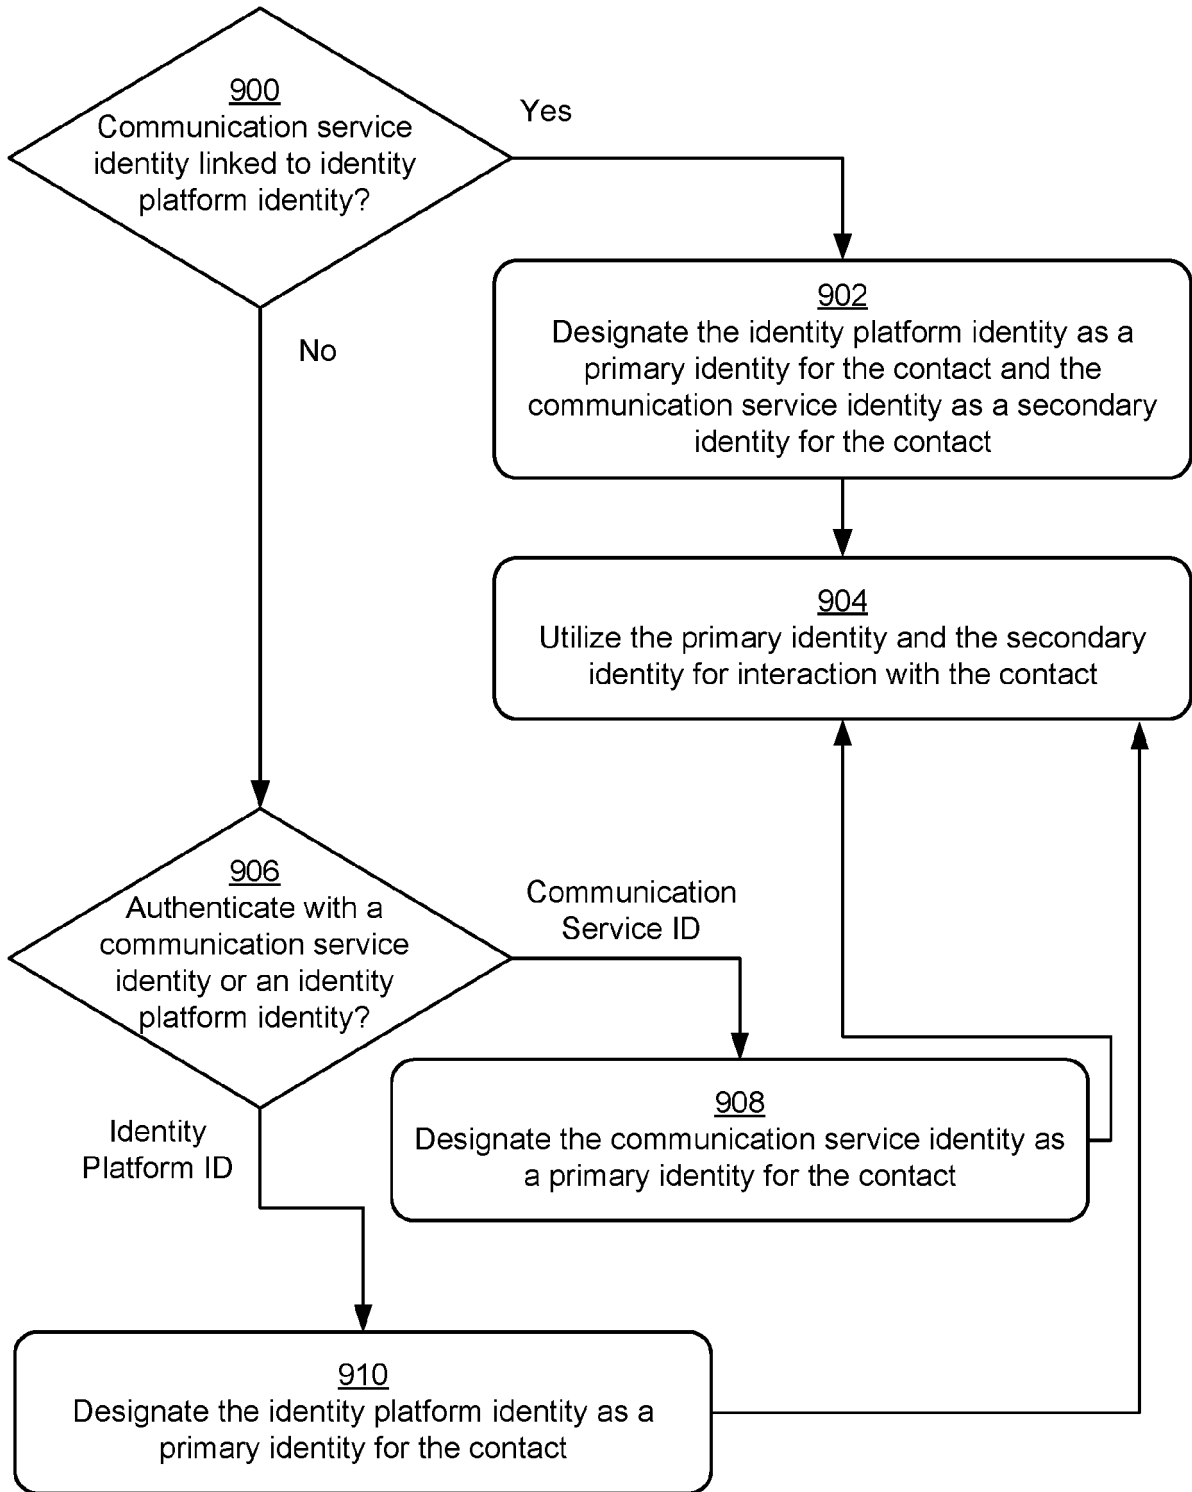 900
Communication service
identity linked to identity
platform identity?
Yes
No
902
Designate the identity platform identity as a
primary identity for the contact and the
communication service identity as a secondary
identity for the contact
904
Utilize the primary identity and the secondary
identity for interaction with the contact
906
Authenticate with a
communication service
identity or an identity
platform identity?
Communication
Service ID
Identity
Platform ID
908
Designate the communication service identity as
a primary identity for the contact
910
Designate the identity platform identity as a
primary identity for the contact